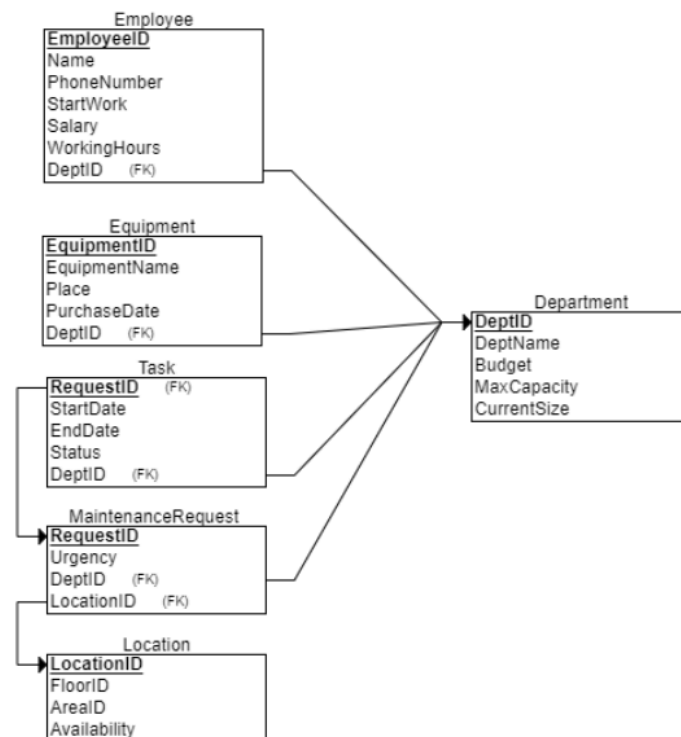 Employee
EmployeeID
Name
PhoneNumber
StartWork
Salary
WorkingHours
DeptID (FK)
Equipment
EquipmentID
EquipmentName
Place
PurchaseDate
DeptID (FK)
Department
DeptID
DeptName
Budget
MaxCapacity
CurrentSize
Task
RequestID (FK)
StartDate
EndDate
Status
DeptID (FK)
MaintenanceRequest
RequestID
Urgency
DeptID (FK)
LocationID (FK)
Location
LocationID
FloorID
AreaID
Availability